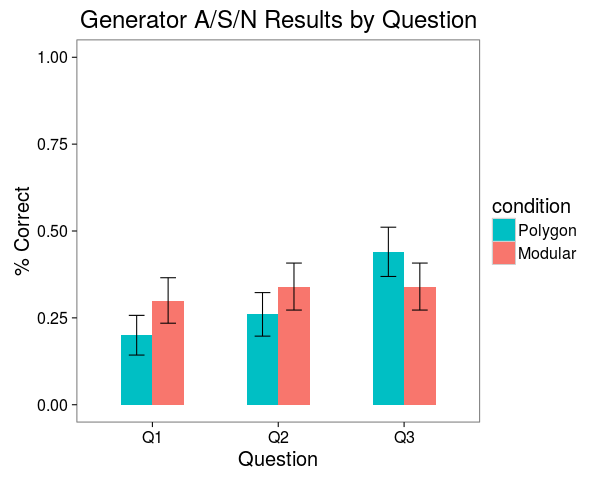 Generator A/S/N Results by Question
1.00
0.75
0.50
0.25
0.00
% Correct
Q1 Q2 Q3
Question
condition
Polygon
Modular